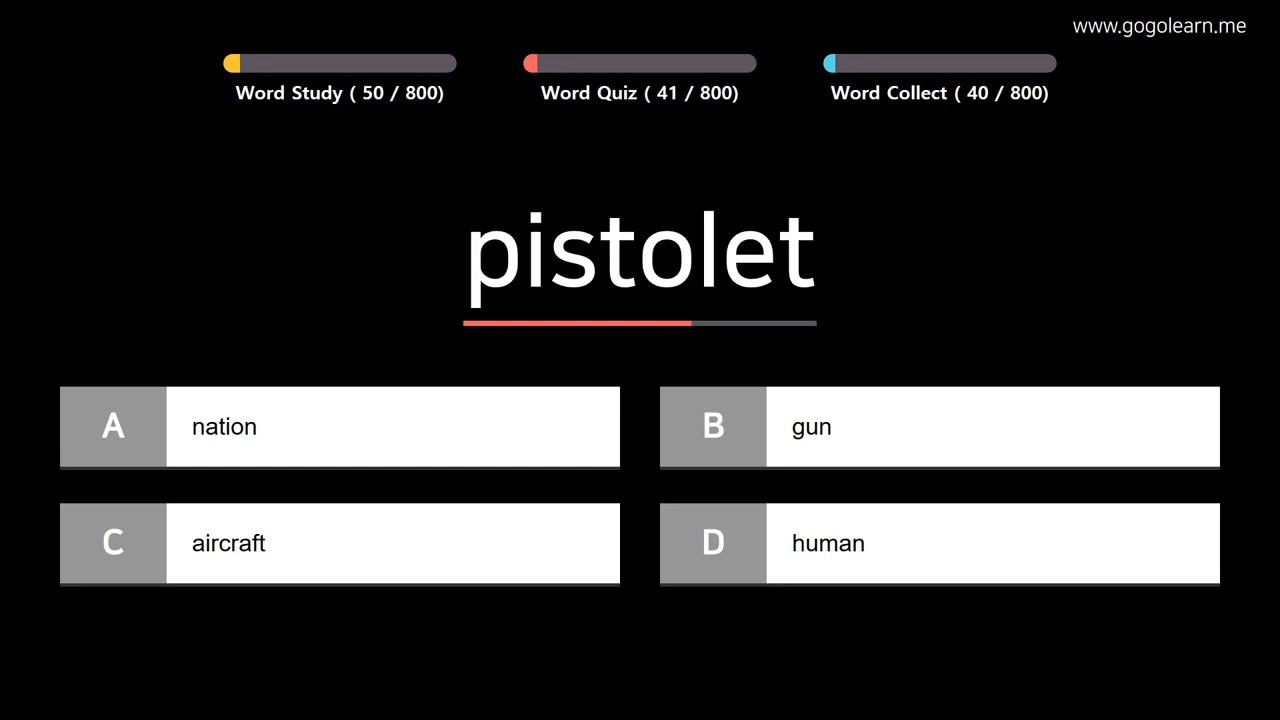 www.gogolearn.me
Word Study ( 50 / 800)
Word Quiz ( 41 / 800)
Word Collect ( 40 / 800)
pistolet
A nation
B gun
C aircraft
D human